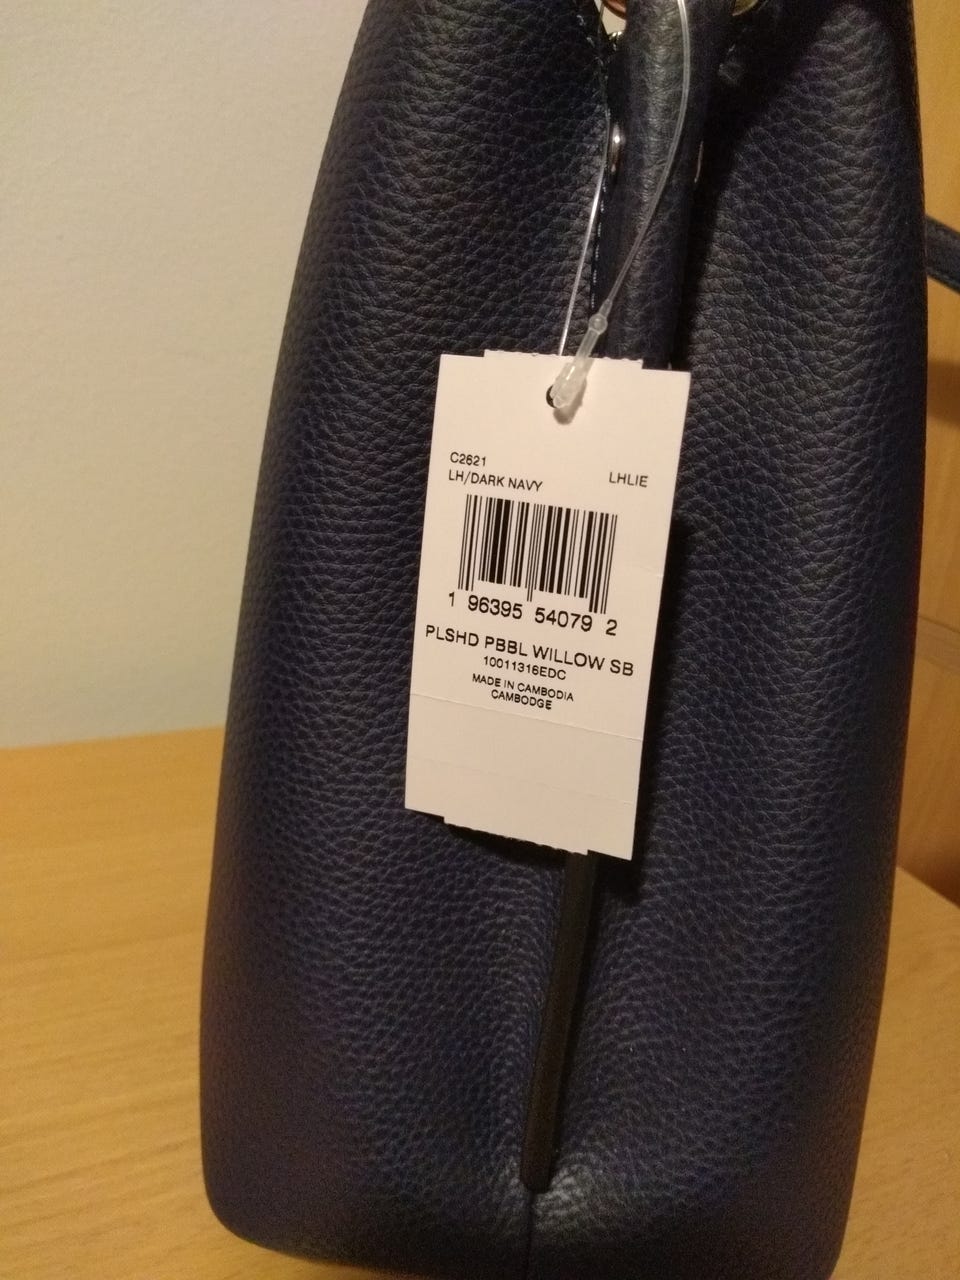 C2621
LH/DARK NAVY LHLIE
1 96395 54079 2
PLSHD PBBL WILLOW SB
10011316EDC
MADE IN CAMBODIA
CAMBODGE